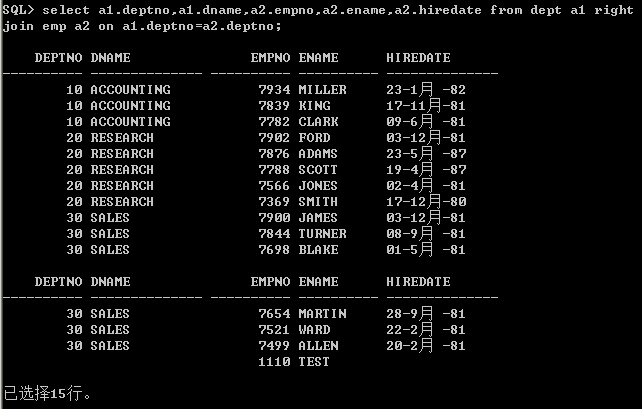 SQL> select a1.deptno,a1.dname,a2.empno,a2.ename,a2.hiredate from dept a1 right
join emp a2 on a1.deptno=a2.deptno;
    DEPTNO DNAME               EMPNO ENAME      HIREDATE
---------- -------------- ---------- ---------- --------------
        10 ACCOUNTING           7934 MILLER     23-1月 -82
        10 ACCOUNTING           7839 KING       17-11月-81
        10 ACCOUNTING           7782 CLARK      09-6月 -81
        20 RESEARCH             7902 FORD       03-12月-81
        20 RESEARCH             7876 ADAMS      23-5月 -87
        20 RESEARCH             7788 SCOTT      19-4月 -87
        20 RESEARCH             7566 JONES      02-4月 -81
        20 RESEARCH             7369 SMITH      17-12月-80
        30 SALES                7900 JAMES      03-12月-81
        30 SALES                7844 TURNER     08-9月 -81
        30 SALES                7698 BLAKE      01-5月 -81
    DEPTNO DNAME               EMPNO ENAME      HIREDATE
---------- -------------- ---------- ---------- --------------
        30 SALES                7654 MARTIN     28-9月 -81
        30 SALES                7521 WARD       22-2月 -81
        30 SALES                7499 ALLEN      20-2月 -81
                                1110 TEST
已选择15行。